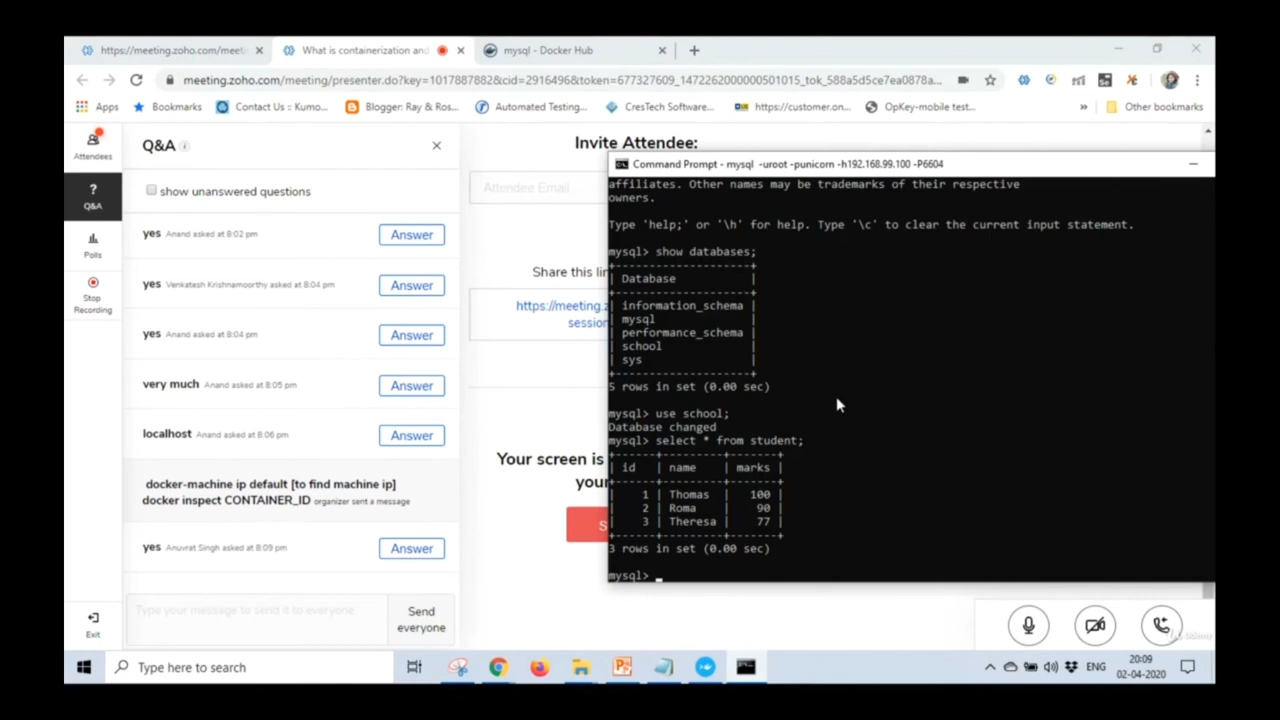 https://meeting.zoho.com/meeti
What is containerization and
mysql - Docker Hub
meeting.zoho.com/meeting/presenter.do?key=1017887882&cid=2916496&token=677327609_1472262000000501015_tok_588a5d5ce7ea0878a...
Apps
Bookmarks
Contact Us :: Kumo...
Blogger: Ray & Ros...
Automated Testing...
CresTech Software...
https://customer.on...
OpKey-mobile test...
»
Other bookmarks
Attendees
?
Q&A
Polls
Stop
Recording
Exit
Q&A
show unanswered questions
yes Anand asked at 8:02 pm
Answer
yes Venkatesh Krishnamoorthy asked at 8:04 pm
Answer
yes Anand asked at 8:04 pm
Answer
very much Anand asked at 8:05 pm
Answer
localhost Anand asked at 8:06 pm
Answer
docker-machine ip default [to find machine ip]
docker inspect CONTAINER_ID organizer sent a message
yes Anuvrat Singh asked at 8:09 pm
Answer
Type your message to send it to everyone.
Send
everyone
Invite Attendee:
Attendee Email
Share this lin
https://meeting.z
session
Your screen is
your
S
Command Prompt - mysql -uroot -punicorn -h192.168.99.100 -P6604
affiliates. Other names may be trademarks of their respective
owners.
Type 'help;' or '\h' for help. Type '\c' to clear the current input statement.
mysql> show databases;
+--------------------+
| Database           |
+--------------------+
| information_schema |
| mysql              |
| performance_schema |
| school             |
| sys                |
+--------------------+
5 rows in set (0.00 sec)
mysql> use school;
Database changed
mysql> select * from student;
+------+---------+-------+
| id   | name    | marks |
+------+---------+-------+
|    1 | Thomas  |   100 |
|    2 | Roma    |    90 |
|    3 | Theresa |    77 |
+------+---------+-------+
3 rows in set (0.00 sec)
mysql>
Type here to search
ENG
20:09
02-04-2020